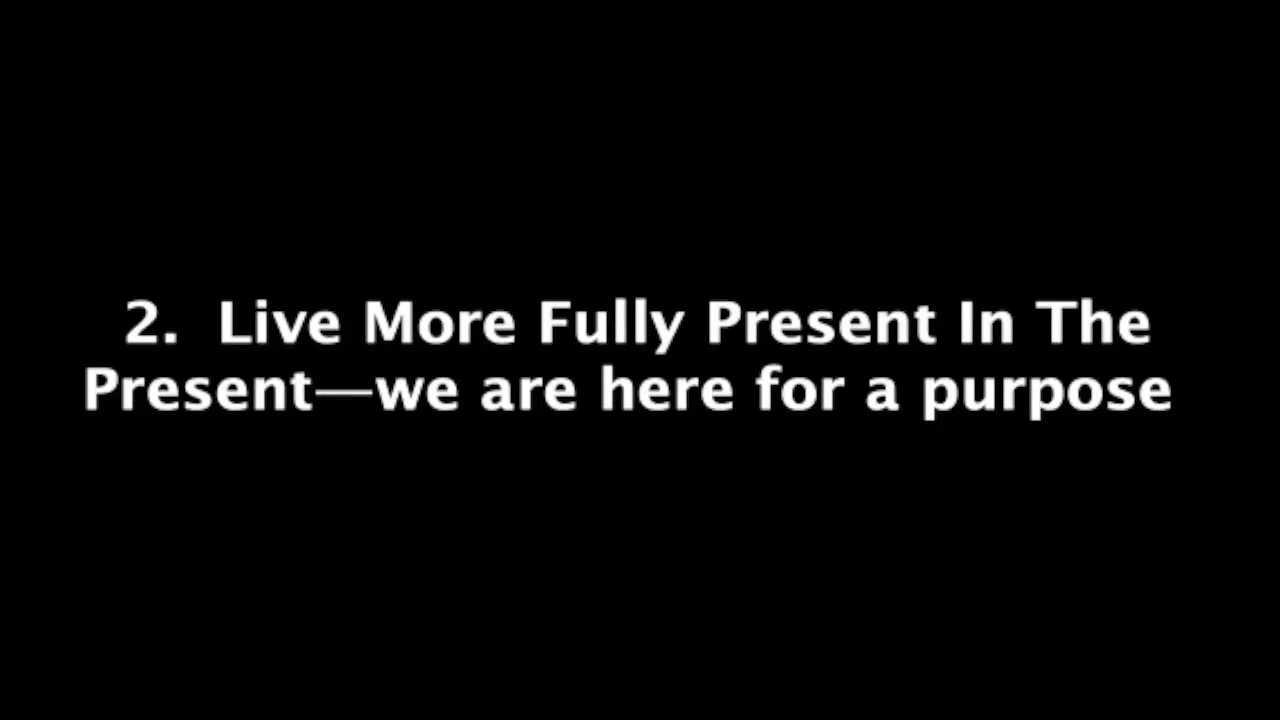 2.  Live More Fully Present In The
Present—we are here for a purpose